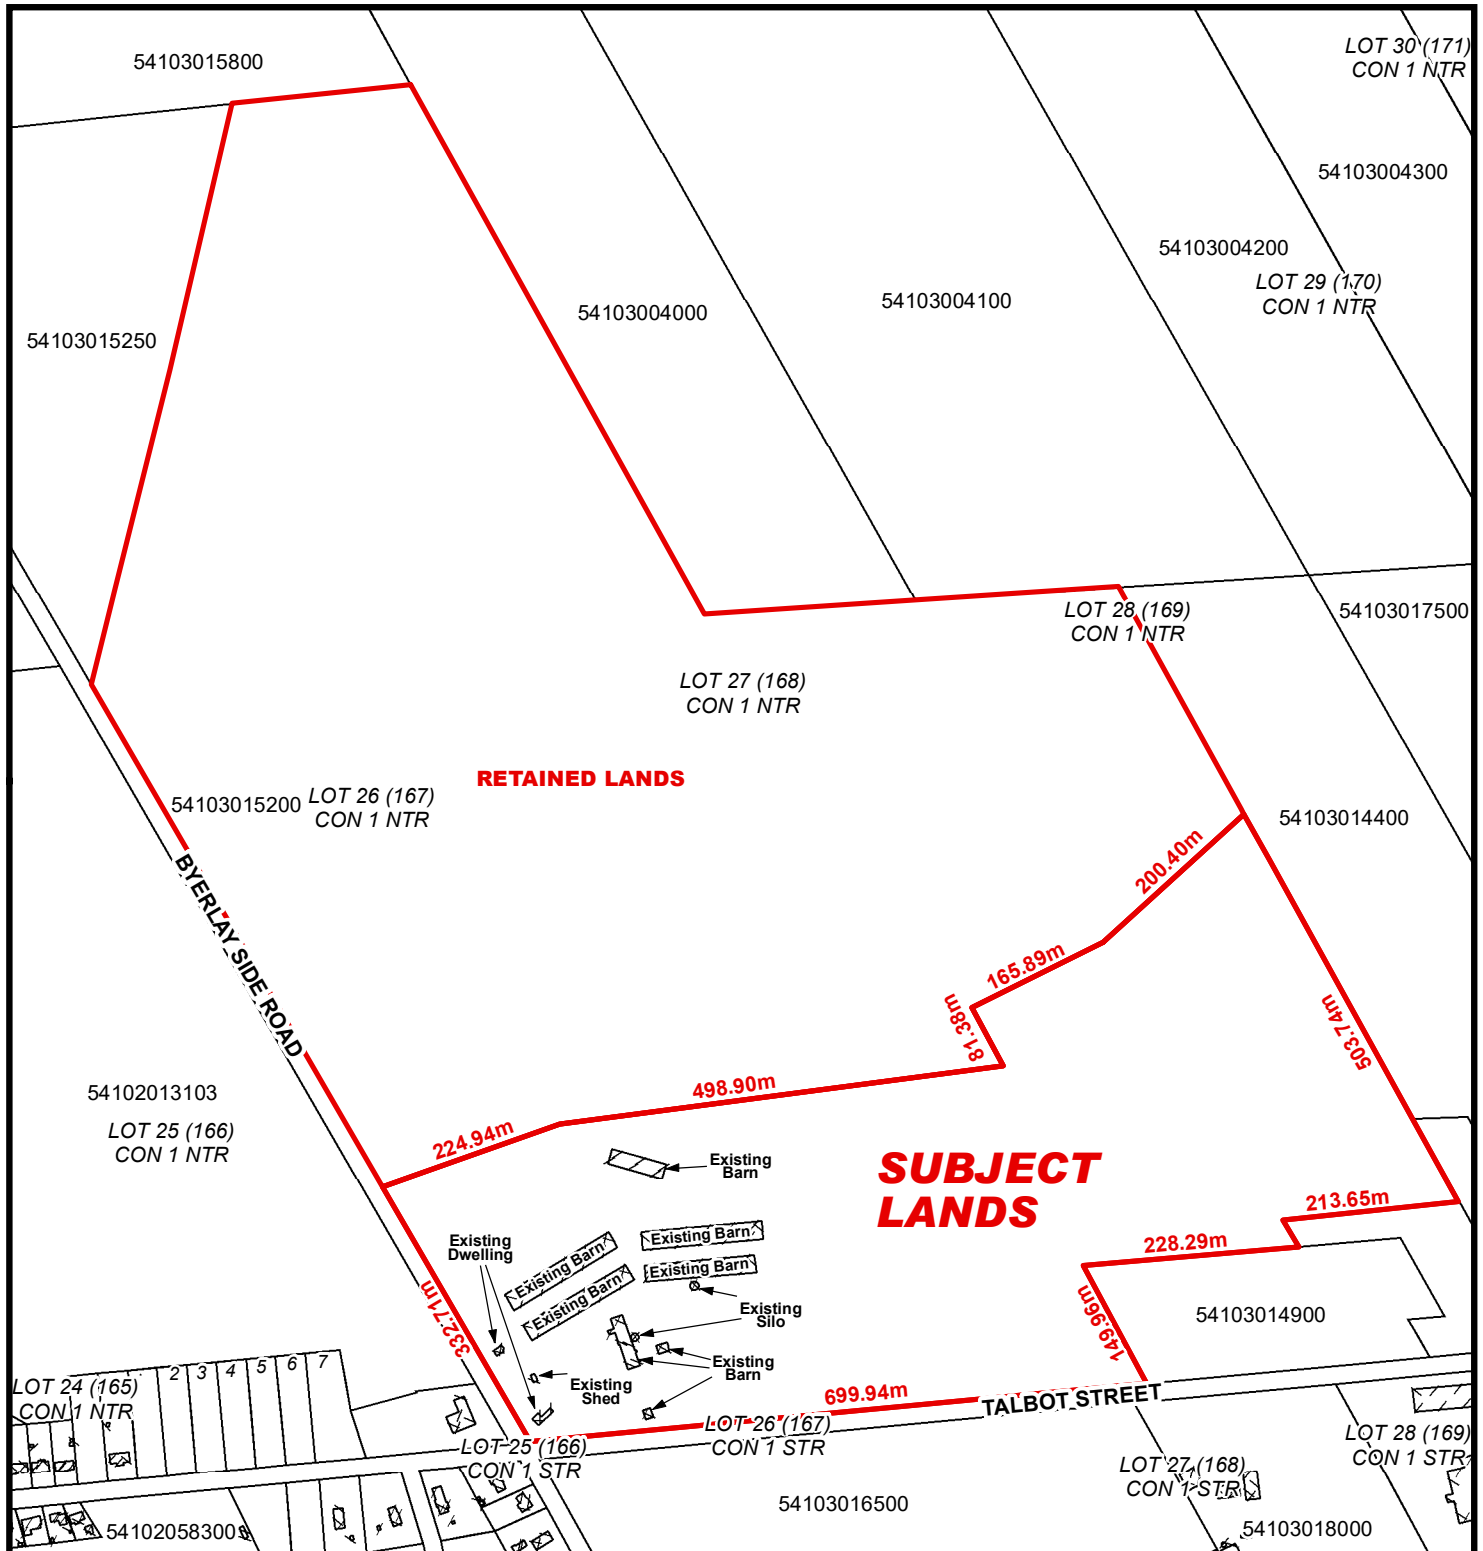 54103015800
LOT 30 (171)
CON 1 NTR
54103004300
54103004200
LOT 29 (170)
CON 1 NTR
54103004100
54103004000
54103015250
LOT 28 (169)
CON 1 NTR
54103017500
LOT 27 (168)
CON 1 NTR
RETAINED LANDS
54103015200
LOT 26 (167)
CON 1 NTR
54103014400
BYERLAY SIDE ROAD
200.40m
165.89m
81.38m
503.74m
498.90m
224.94m
54102013103
LOT 25 (166)
CON 1 NTR
Existing
Barn
SUBJECT
LANDS
213.65m
228.29m
Existing
Dwelling
Existing Barn
Existing Barn
Existing Barn
Existing Barn
332.71m
Existing
Silo
149.96m
54103014900
Existing
Barn
Existing
Shed
2
3
4
5
6
7
LOT 24 (165)
CON 1 NTR
699.94m
TALBOT STREET
LOT 26 (167)
CON 1 STR
LOT 25 (166)
CON 1 STR
LOT 28 (169)
CON 1 STR
LOT 27 (168)
CON 1 STR
54103016500
54102058300
54103018000